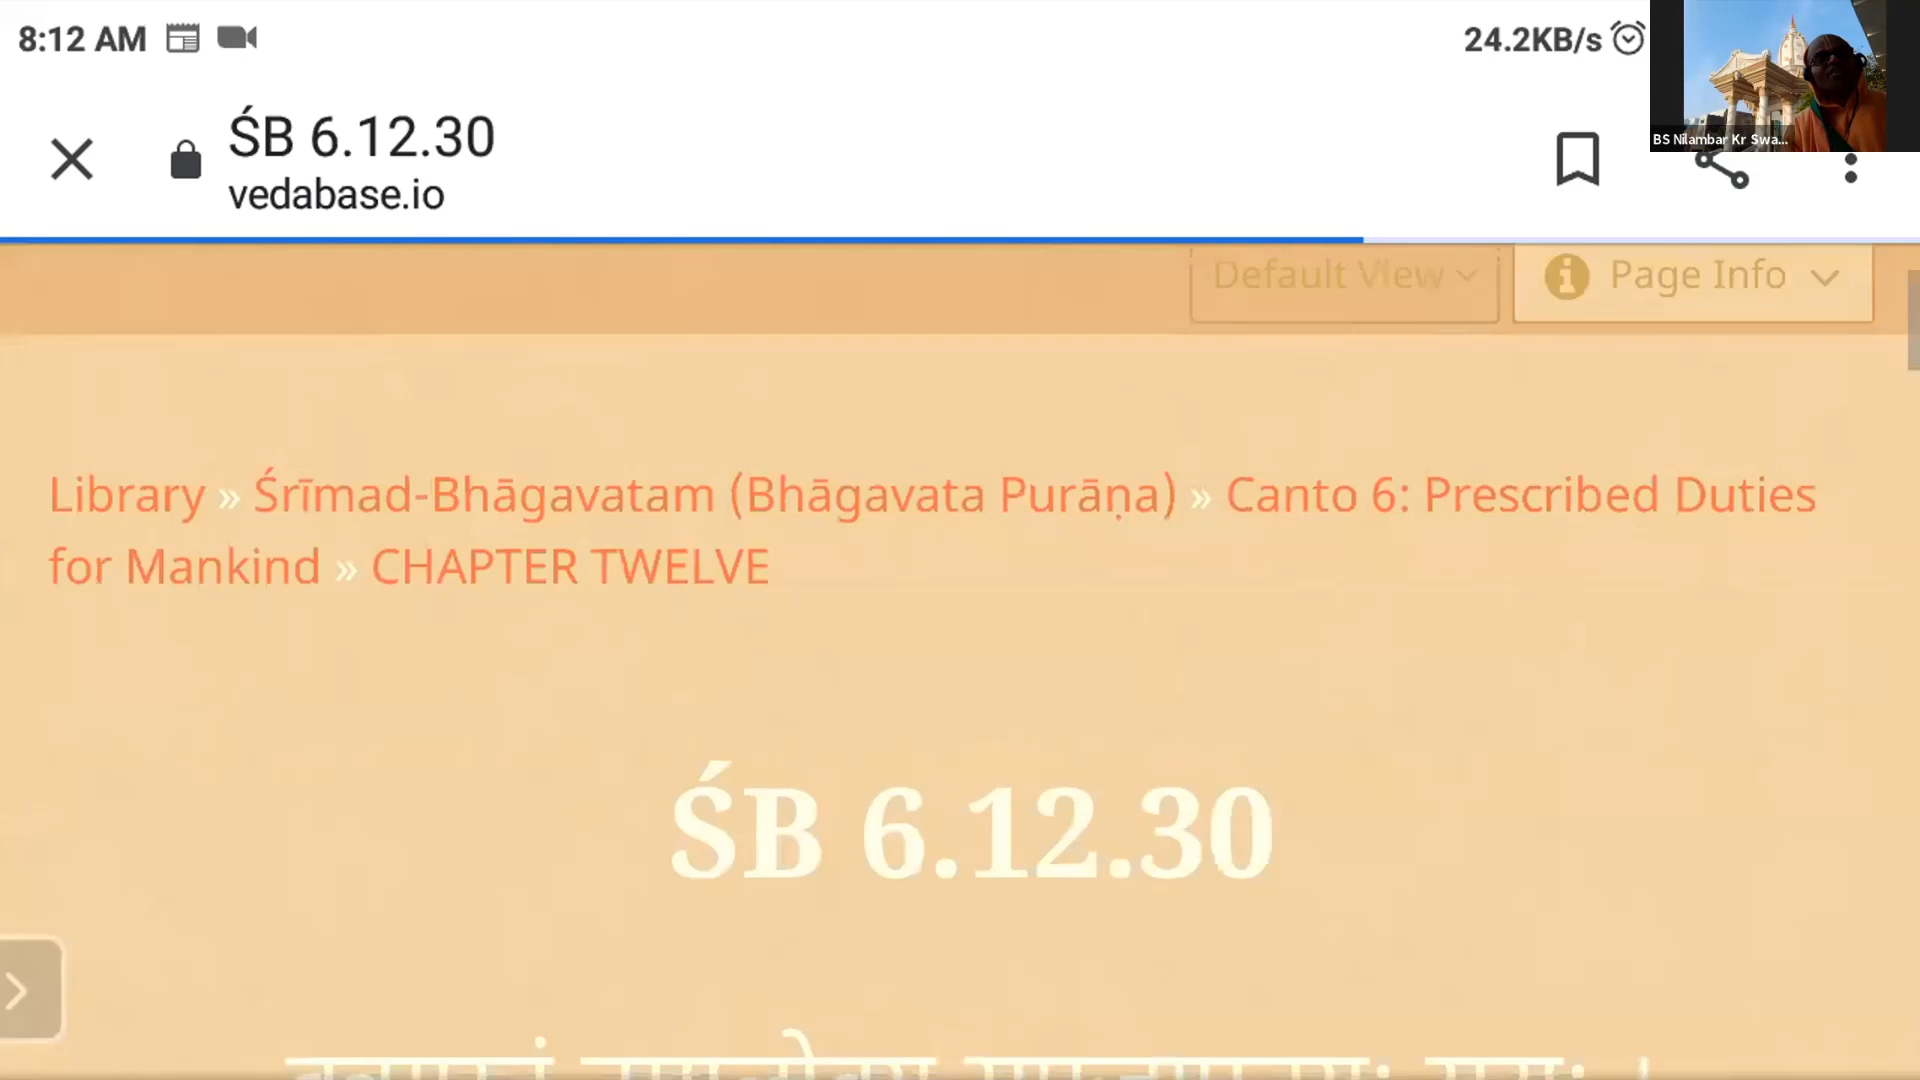 8:12 AM
24.2KB/s
BS Nilambar Kr Swa...
ŚB 6.12.30
vedabase.io
Default View
Page Info
Library » Śrīmad-Bhāgavatam (Bhāgavata Purāṇa) » Canto 6: Prescribed Duties
for Mankind » CHAPTER TWELVE
ŚB 6.12.30